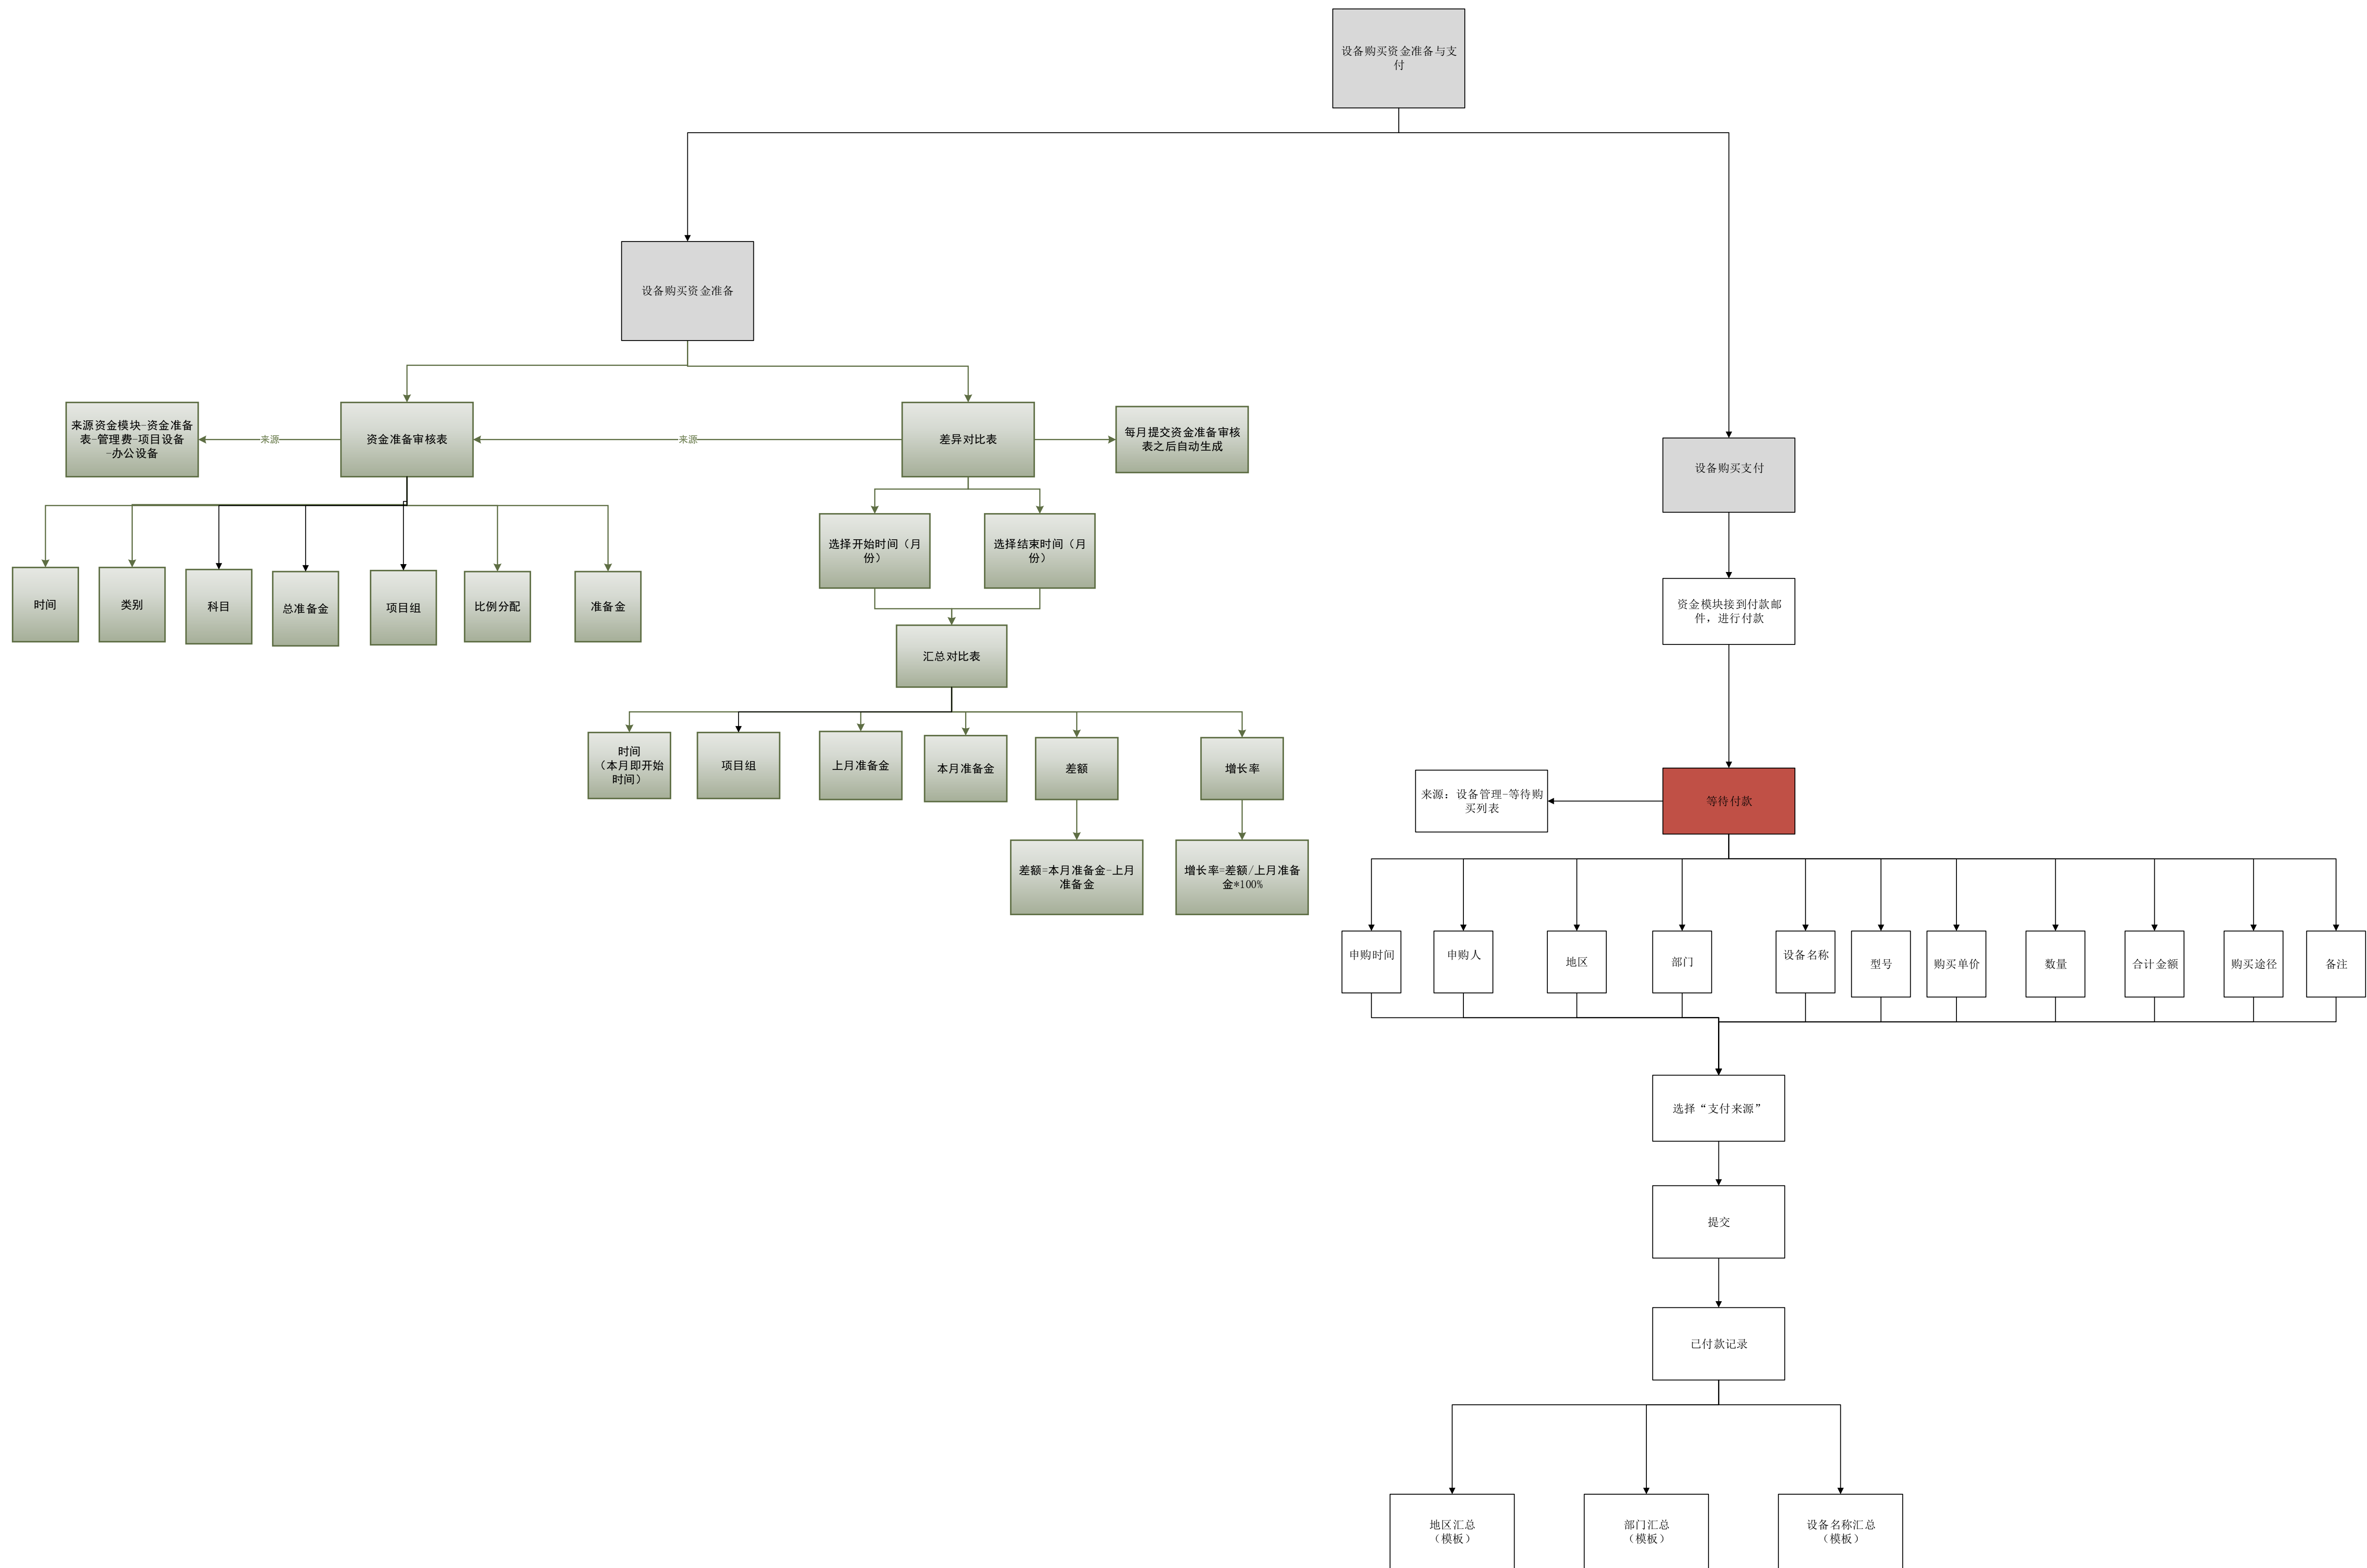 设备购买资金准备与支
付
设备购买资金准备
来源资金模块-资金准备
表-管理费-项目设备
-办公设备
来源
资金准备审核表
来源
差异对比表
每月提交资金准备审核
表之后自动生成
时间
类别
科目
总准备金
项目组
比例分配
准备金
选择开始时间（月
份）
选择结束时间（月
份）
汇总对比表
时间
（本月即开始
时间）
项目组
上月准备金
本月准备金
差额
增长率
差额=本月准备金-上月
准备金
增长率=差额/上月准备
金*100%
设备购买支付
资金模块接到付款邮
件，进行付款
来源：设备管理-等待购
买列表
等待付款
申购时间
申购人
地区
部门
设备名称
型号
购买单价
数量
合计金额
购买途径
备注
选择“支付来源”
提交
已付款记录
地区汇总
（模板）
部门汇总
（模板）
设备名称汇总
（模板）